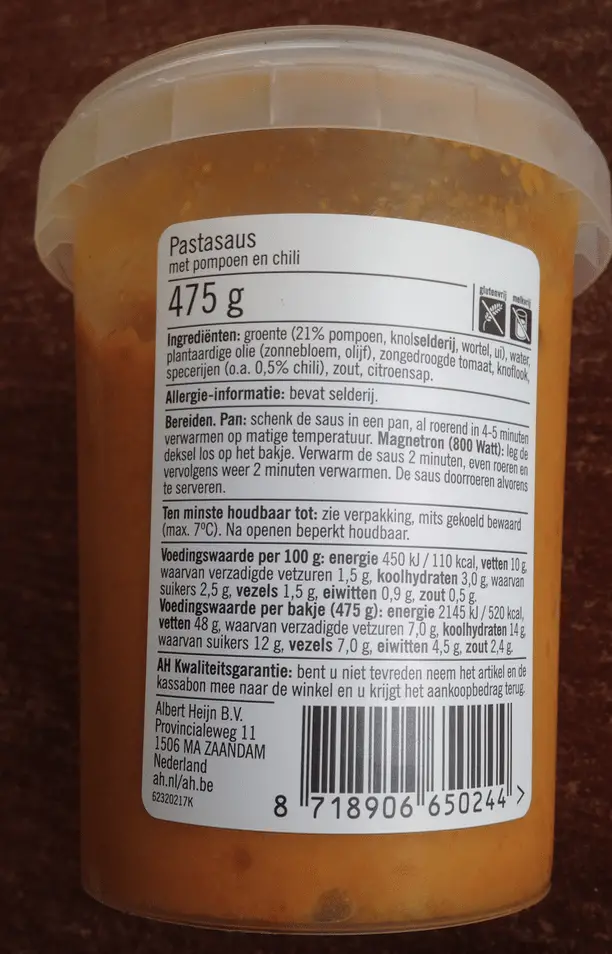 Pastasaus
met pompoen en chili
475 g
glutenvrij melkvrij
Ingrediënten: groente (21% pompoen, knolselderij, wortel, ui), water,
plantaardige olie (zonnebloem, olijf), zongedroogde tomaat, knoflook,
specerijen (o.a. 0,5% chili), zout, citroensap.
Allergie-informatie: bevat selderij.
Bereiden. Pan: schenk de saus in een pan, al roerend in 4-5 minuten
verwarmen op matige temperatuur. Magnetron (800 Watt): leg de
deksel los op het bakje. Verwarm de saus 2 minuten, even roeren en
vervolgens weer 2 minuten verwarmen. De saus doorroeren alvorens
te serveren.
Ten minste houdbaar tot: zie verpakking, mits gekoeld bewaard
(max. 7ºC). Na openen beperkt houdbaar.
Voedingswaarde per 100 g: energie 450 kJ / 110 kcal, vetten 10 g,
waarvan verzadigde vetzuren 1,5 g, koolhydraten 3,0 g, waarvan
suikers 2,5 g, vezels 1,5 g, eiwitten 0,9 g, zout 0,5 g.
Voedingswaarde per bakje (475 g): energie 2145 kJ / 520 kcal,
vetten 48 g, waarvan verzadigde vetzuren 7,0 g, koolhydraten 14 g,
waarvan suikers 12 g, vezels 7,0 g, eiwitten 4,5 g, zout 2,4 g.
AH Kwaliteitsgarantie: bent u niet tevreden neem het artikel en de
kassabon mee naar de winkel en u krijgt het aankoopbedrag terug.
Albert Heijn B.V.
Provincialeweg 11
1506 MA ZAANDAM
Nederland
ah.nl/ah.be
62320217K
8 718906 650244 >